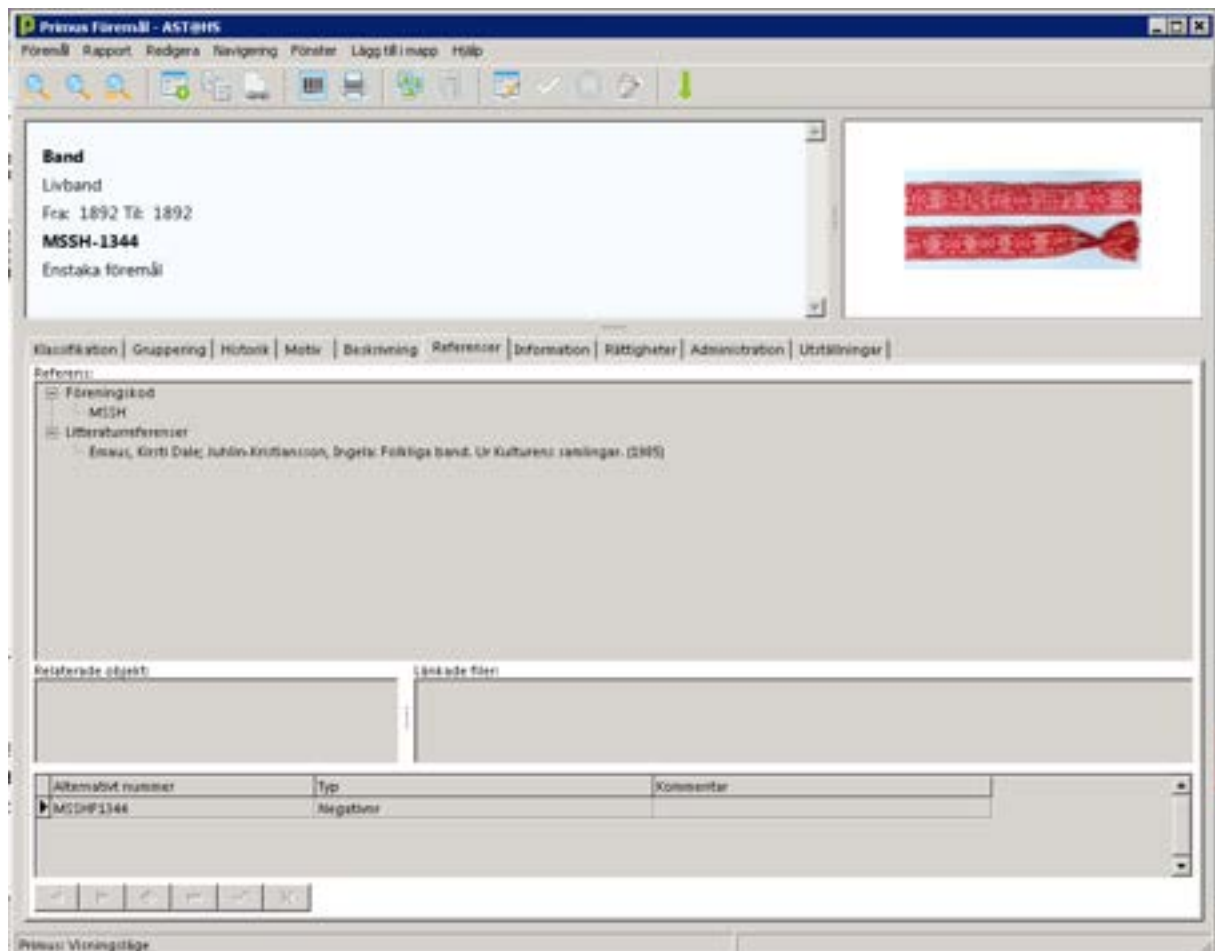 Primus Föremål - AST@HS
Föremål Rapport Redigera Navigering Fönster Lägg till i mapp Hjälp
Band
Livband
Fra: 1892 Til: 1892
MSSH-1344
Enstaka föremål
Klassifikation Gruppering Historik Motiv Beskrivning Referenser Information Rättigheter Administration Utställningar
Referens:
Föreningskod
MSSH
Litteraturreferenser
Emaus, Kirsti Dale; Juhlin-Kristiansson, Ingela: Folkliga band. Ur Kulturens samlingar. (1985)
Relaterade objekt:
Länkade filer:
Alternativt nummer Typ Kommentar
MSSHF1344 Negativnr
Primus: Visningsläge